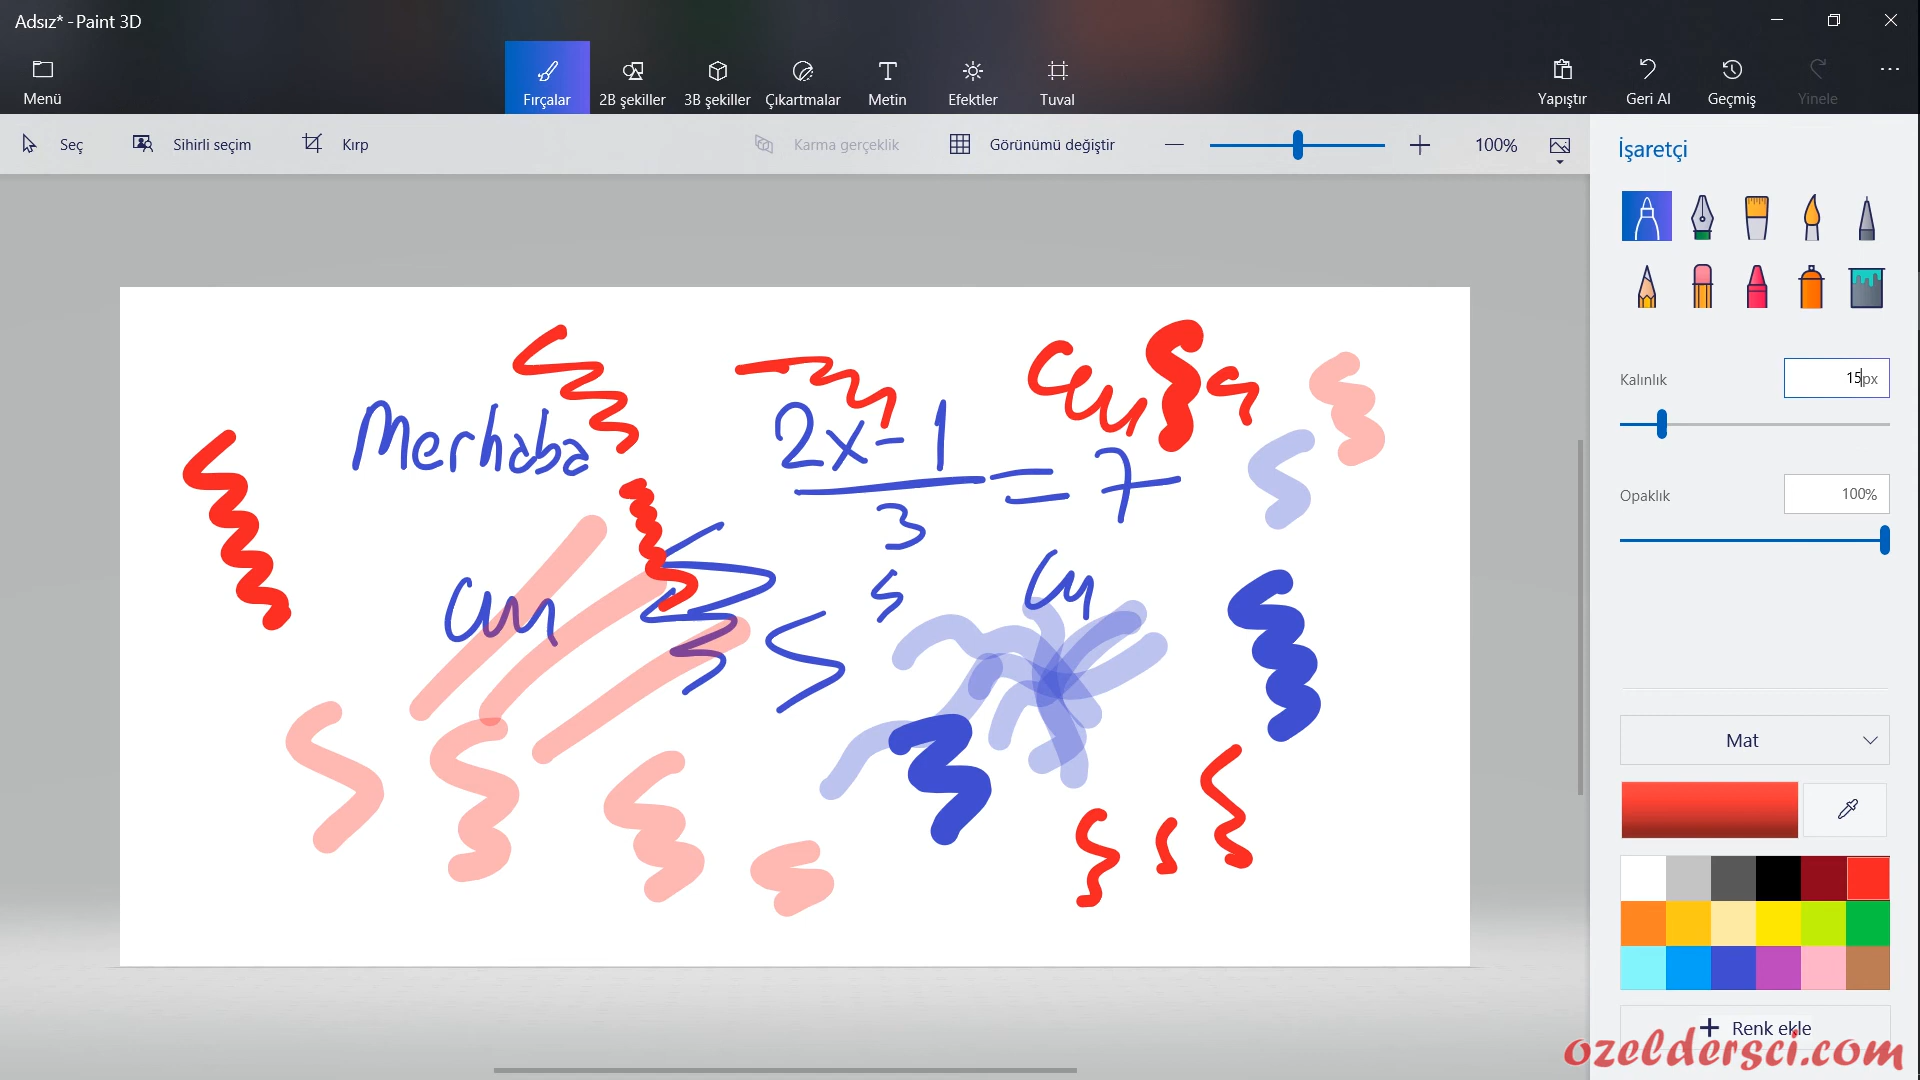 Adsız* - Paint 3D
Menü
Fırçalar
2B şekiller
3B şekiller
Çıkartmalar
Metin
Efektler
Tuval
Yapıştır
Geri Al
Geçmiş
Yinele
Seç
Sihirli seçim
Kırp
Karma gerçeklik
Görünümü değiştir
100%
İşaretçi
Kalınlık
15px
Opaklık
100%
Mat
Renk ekle
Merhaba
2x-1
3
= 7
ozeldersci.com